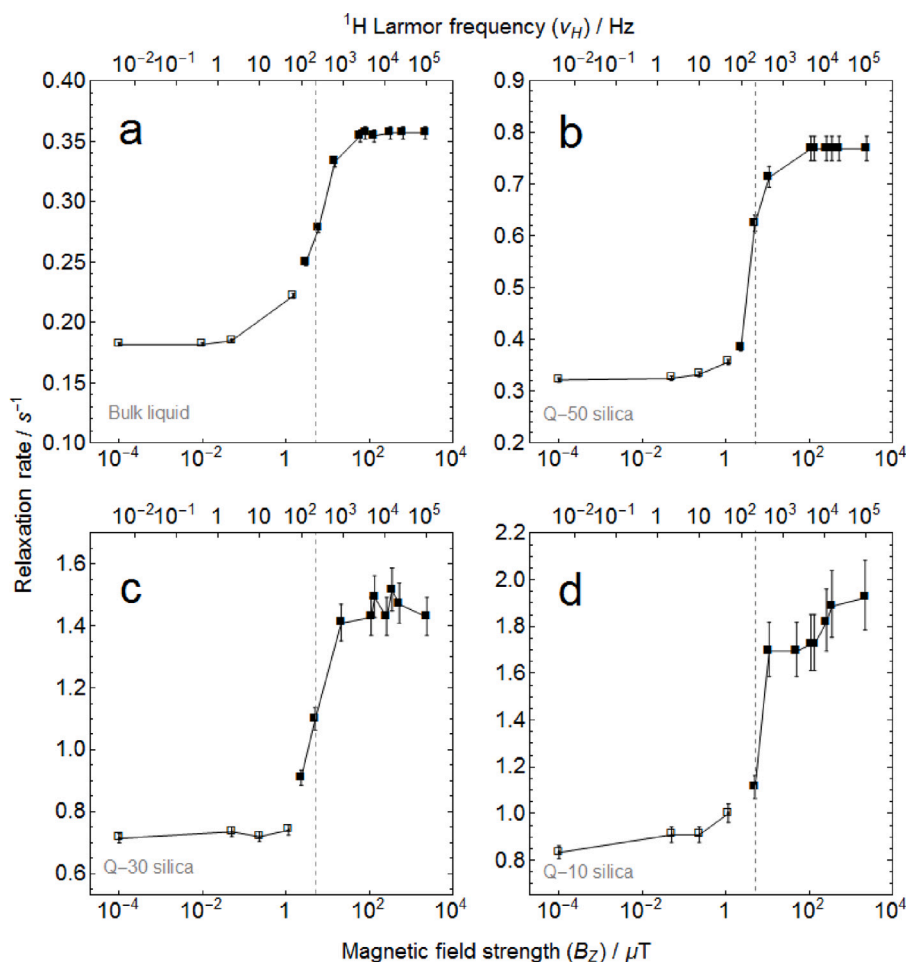 ¹H Larmor frequency (νH) / Hz
10⁻² 10⁻¹ 1 10 10² 10³ 10⁴ 10⁵
10⁻² 10⁻¹ 1 10 10² 10³ 10⁴ 10⁵
0.40
0.35
0.30
0.25
0.20
0.15
0.10
a
Bulk liquid
10⁻⁴ 10⁻² 1 10² 10⁴
0.9
0.8
0.7
0.6
0.5
0.4
0.3
0.2
b
Q−50 silica
10⁻⁴ 10⁻² 1 10² 10⁴
Relaxation rate / s⁻¹
10⁻² 10⁻¹ 1 10 10² 10³ 10⁴ 10⁵
10⁻² 10⁻¹ 1 10 10² 10³ 10⁴ 10⁵
1.6
1.4
1.2
1.0
0.8
0.6
c
Q−30 silica
10⁻⁴ 10⁻² 1 10² 10⁴
2.2
2.0
1.8
1.6
1.4
1.2
1.0
0.8
d
Q−10 silica
10⁻⁴ 10⁻² 1 10² 10⁴
Magnetic field strength (BZ) / μT